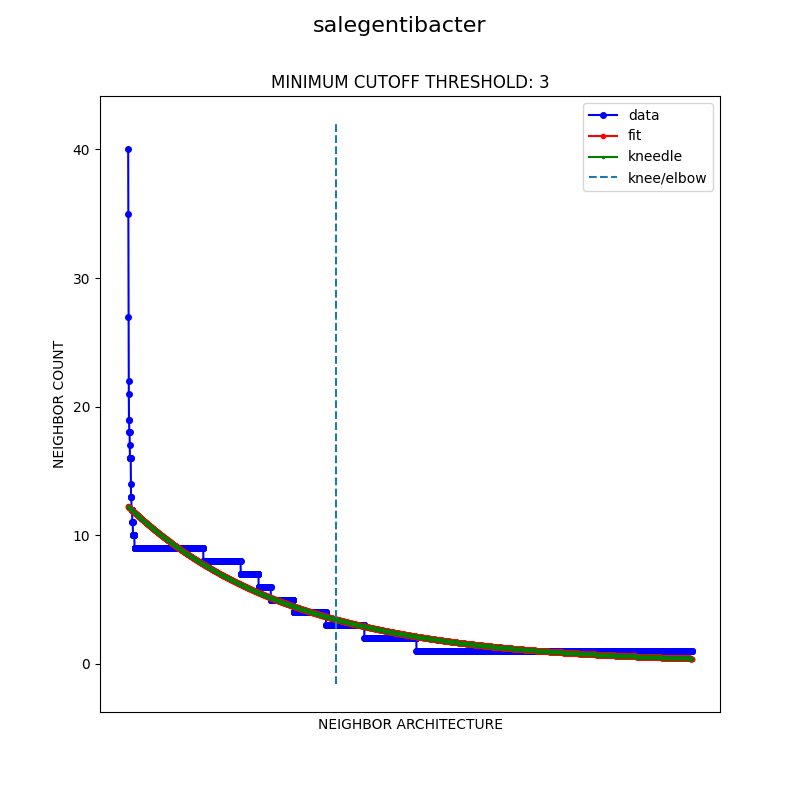 salegentibacter
MINIMUM CUTOFF THRESHOLD: 3
data
fit
kneedle
knee/elbow
40
30
20
10
0
NEIGHBOR COUNT
NEIGHBOR ARCHITECTURE